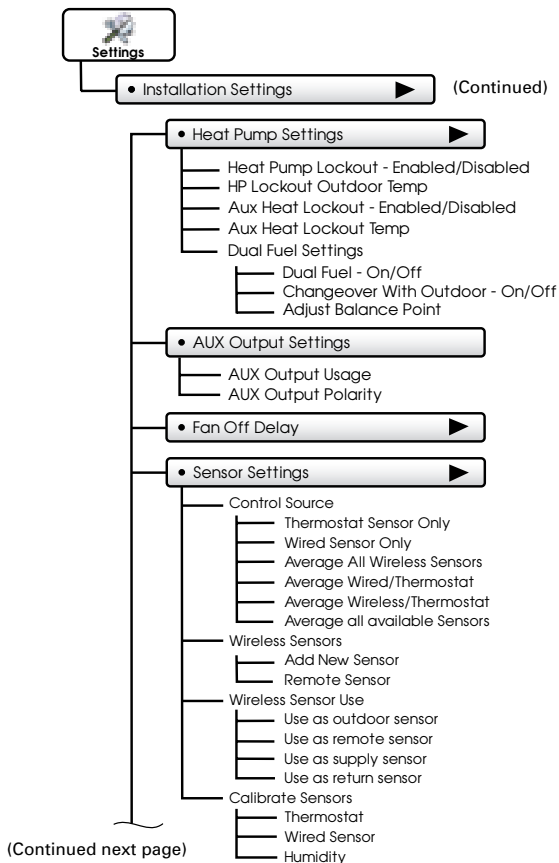 Settings
• Installation Settings
(Continued)
• Heat Pump Settings
Heat Pump Lockout - Enabled/Disabled
HP Lockout Outdoor Temp
Aux Heat Lockout - Enabled/Disabled
Aux Heat Lockout Temp
Dual Fuel Settings
Dual Fuel - On/Off
Changeover With Outdoor - On/Off
Adjust Balance Point
• AUX Output Settings
AUX Output Usage
AUX Output Polarity
• Fan Off Delay
• Sensor Settings
Control Source
Thermostat Sensor Only
Wired Sensor Only
Average All Wireless Sensors
Average Wired/Thermostat
Average Wireless/Thermostat
Average all available Sensors
Wireless Sensors
Add New Sensor
Remote Sensor
Wireless Sensor Use
Use as outdoor sensor
Use as remote sensor
Use as supply sensor
Use as return sensor
Calibrate Sensors
Thermostat
Wired Sensor
Humidity
(Continued next page)